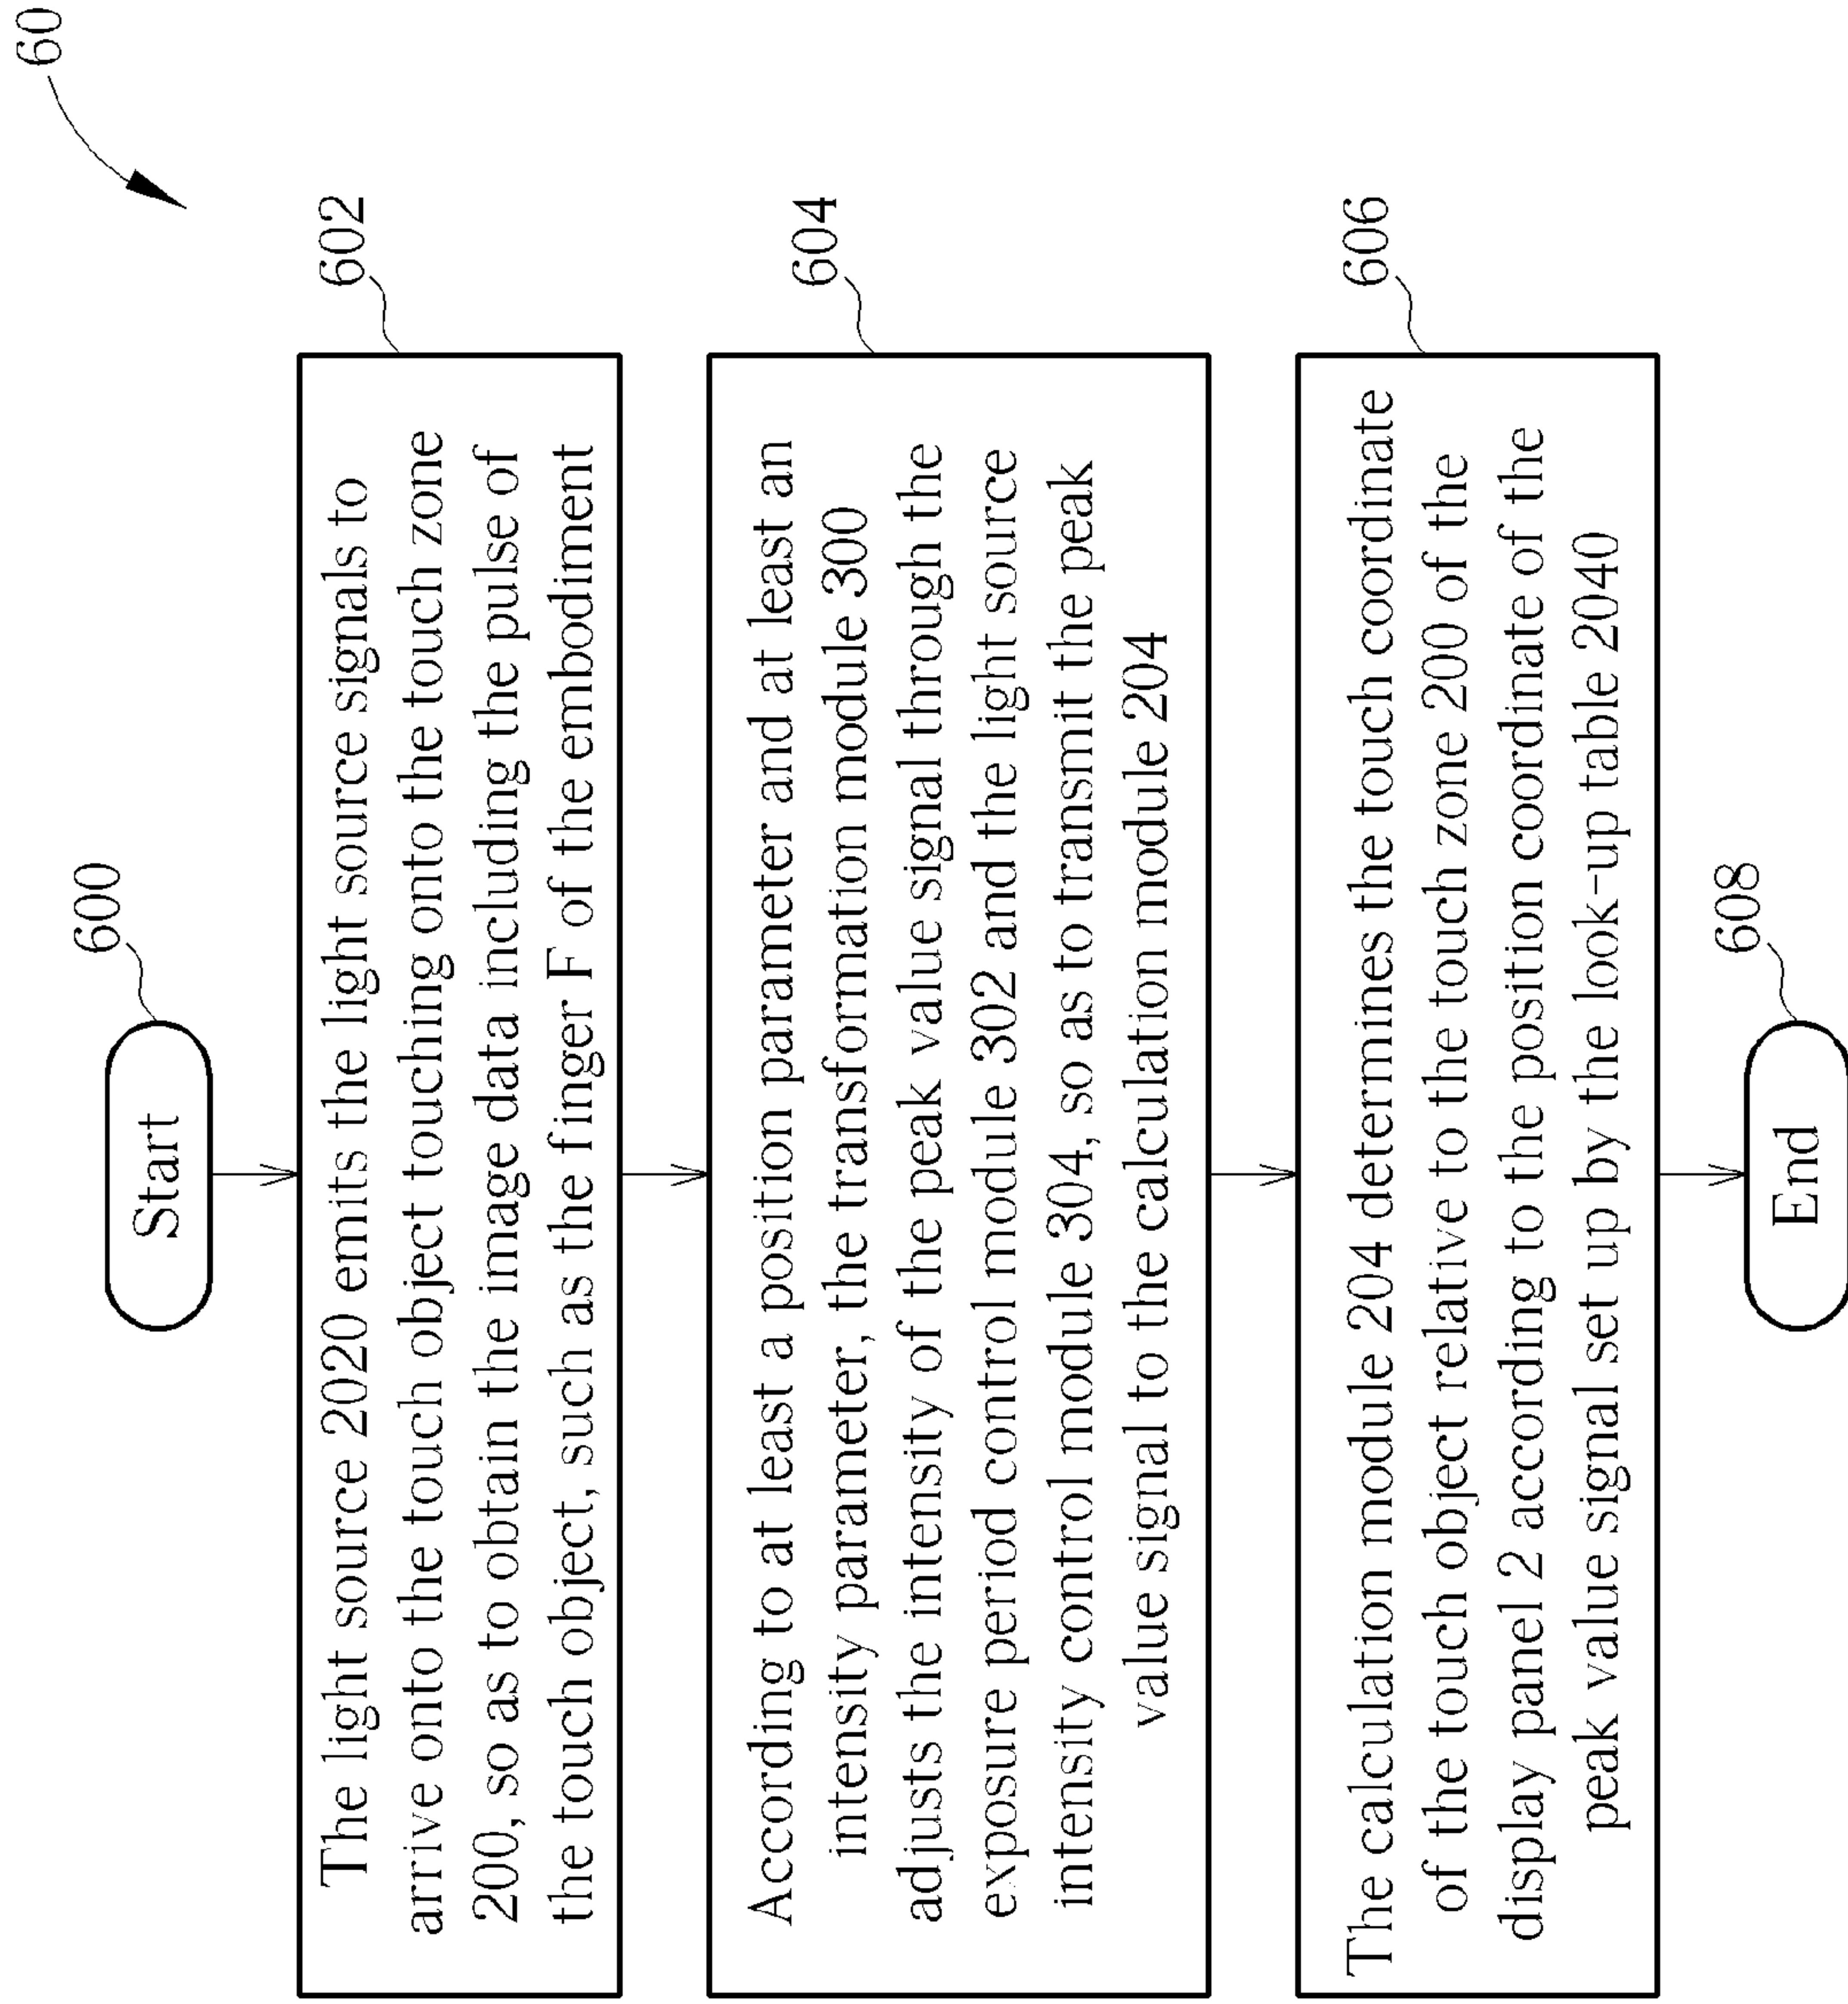 60
600
Start
602
The light source 2020 emits the light source signals to
arrive onto the touch object touching onto the touch zone
200, so as to obtain the image data including the pulse of
the touch object, such as the finger F of the embodiment
604
According to at least a position parameter and at least an
intensity parameter, the transformation module 300
adjusts the intensity of the peak value signal through the
exposure period control module 302 and the light source
intensity control module 304, so as to transmit the peak
value signal to the calculation module 204
606
The calculation module 204 determines the touch coordinate
of the touch object relative to the touch zone 200 of the
display panel 2 according to the position coordinate of the
peak value signal set up by the look-up table 2040
608
End